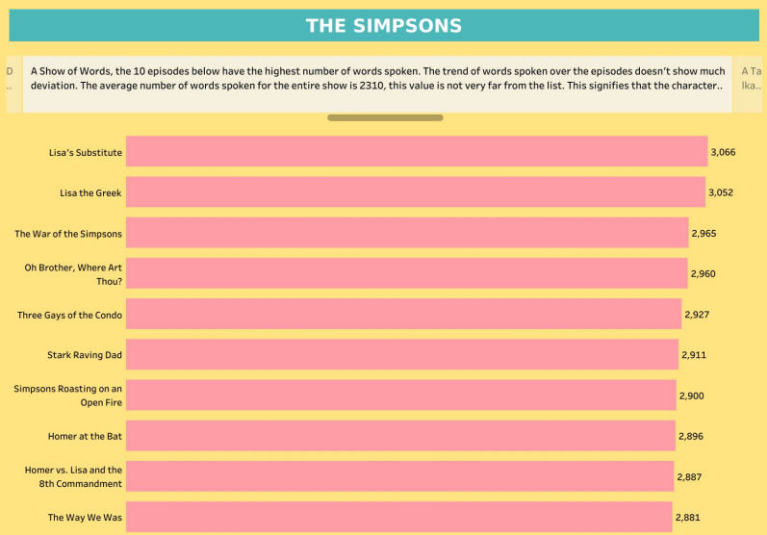 THE SIMPSONS
D
..
A Show of Words, the 10 episodes below have the highest number of words spoken. The trend of words spoken over the episodes doesn't show much
deviation. The average number of words spoken for the entire show is 2310, this value is not very far from the list. This signifies that the character..
A Ta
Ika..
Lisa's Substitute 3,066
Lisa the Greek 3,052
The War of the Simpsons 2,965
Oh Brother, Where Art
Thou? 2,960
Three Gays of the Condo 2,927
Stark Raving Dad 2,911
Simpsons Roasting on an
Open Fire 2,900
Homer at the Bat 2,896
Homer vs. Lisa and the
8th Commandment 2,887
The Way We Was 2,881